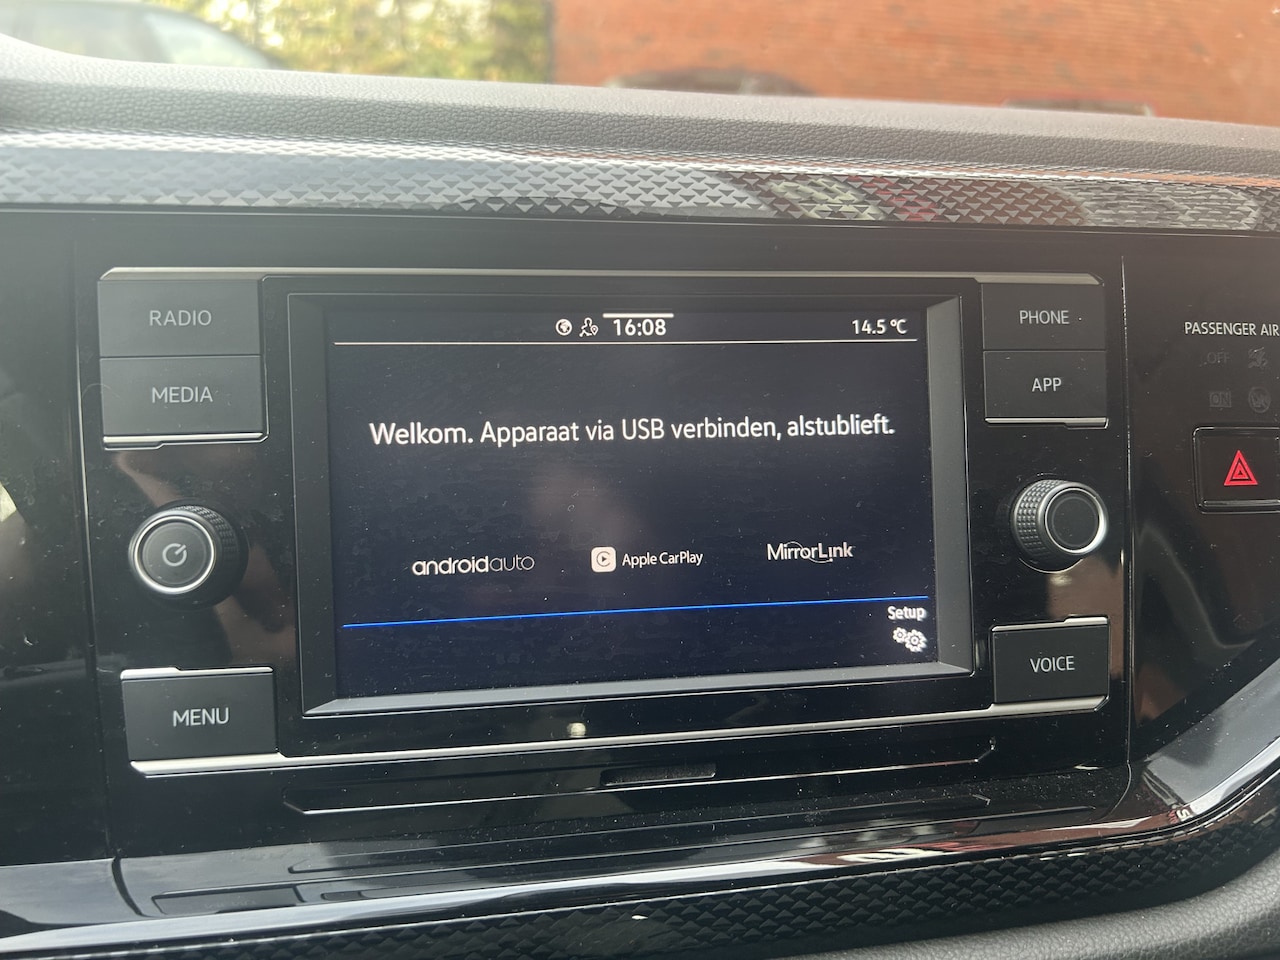 RADIO
MEDIA
MENU
16:08
14.5 °C
Welkom. Apparaat via USB verbinden, alstublieft.
androidauto
Apple CarPlay
MirrorLink
Setup
PHONE
APP
VOICE
PASSENGER AIR
OFF
ON